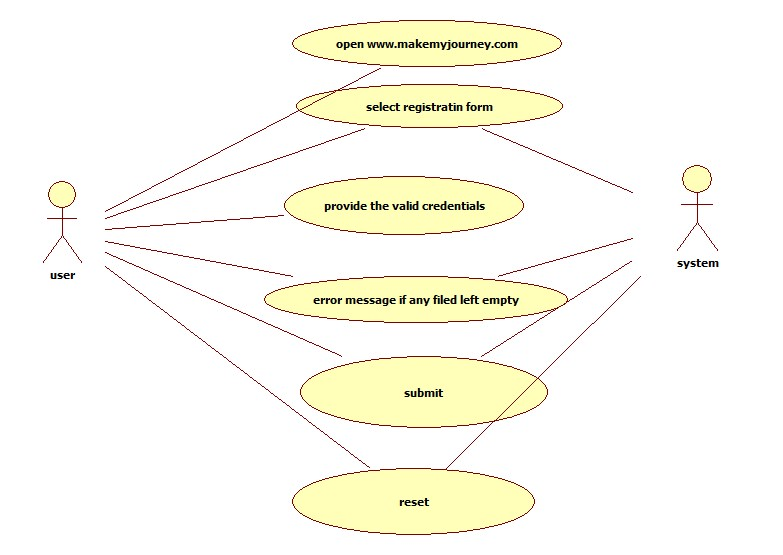 open www.makemyjourney.com
select registratin form
provide the valid credentials
user
system
error message if any filed left empty
submit
reset